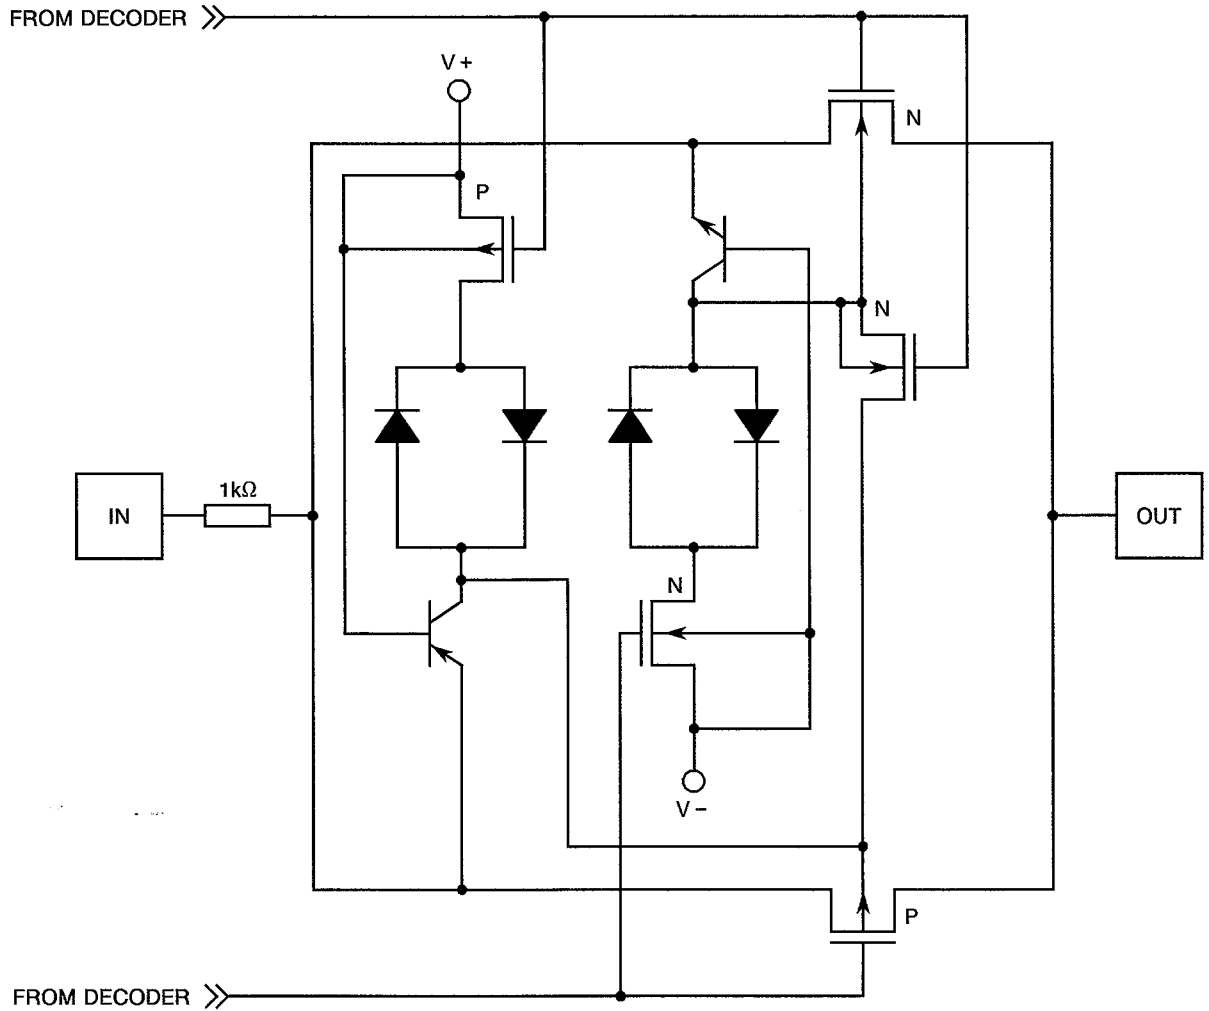 FROM DECODER
V+
N
P
N
1kΩ
IN
OUT
N
V−
P
FROM DECODER